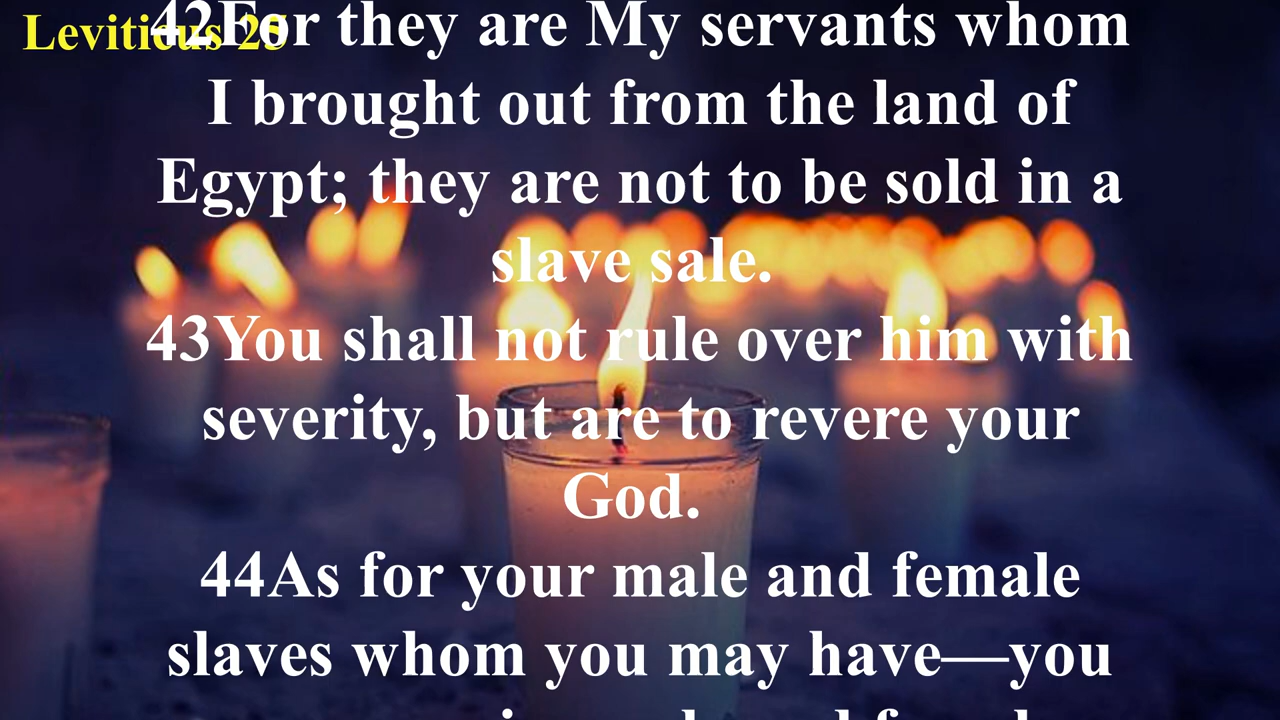 Leviticus 25
42For they are My servants whom
I brought out from the land of
Egypt; they are not to be sold in a
slave sale.
43You shall not rule over him with
severity, but are to revere your
God.
44As for your male and female
slaves whom you may have—you